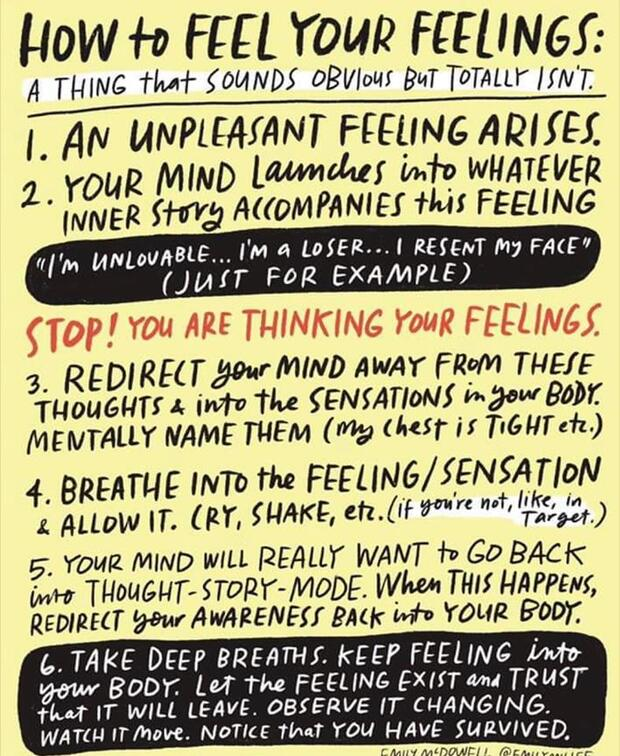 HOW to FEEL YOUR FEELINGS:
A THING that SOUNDS OBVIOUS BUT TOTALLY ISN'T.
1. AN UNPLEASANT FEELING ARISES.
2. YOUR MIND Launches into WHATEVER
INNER Story ACCOMPANIES this FEELING
"I'm UNLOVABLE... I'm a LOSER... I RESENT My FACE"
(JUST FOR EXAMPLE)
STOP! YOU ARE THINKING YOUR FEELINGS.
3. REDIRECT your MIND AWAY FROM THESE
THOUGHTS & into the SENSATIONS in your BODY.
MENTALLY NAME THEM (My chest is TIGHT etc.)
4. BREATHE INTO the FEELING/SENSATION
& ALLOW IT. CRY, SHAKE, etc. (if you're not, like, in
Target.)
5. YOUR MIND WILL REALLY WANT to GO BACK
into THOUGHT-STORY-MODE. When THIS HAPPENS,
REDIRECT your AWARENESS BACK into YOUR BODY.
6. TAKE DEEP BREATHS. KEEP FEELING into
your BODY. Let the FEELING EXIST and TRUST
that IT WILL LEAVE. OBSERVE IT CHANGING.
WATCH IT Move. NOTICE that YOU HAVE SURVIVED.
EMILY McDOWELL